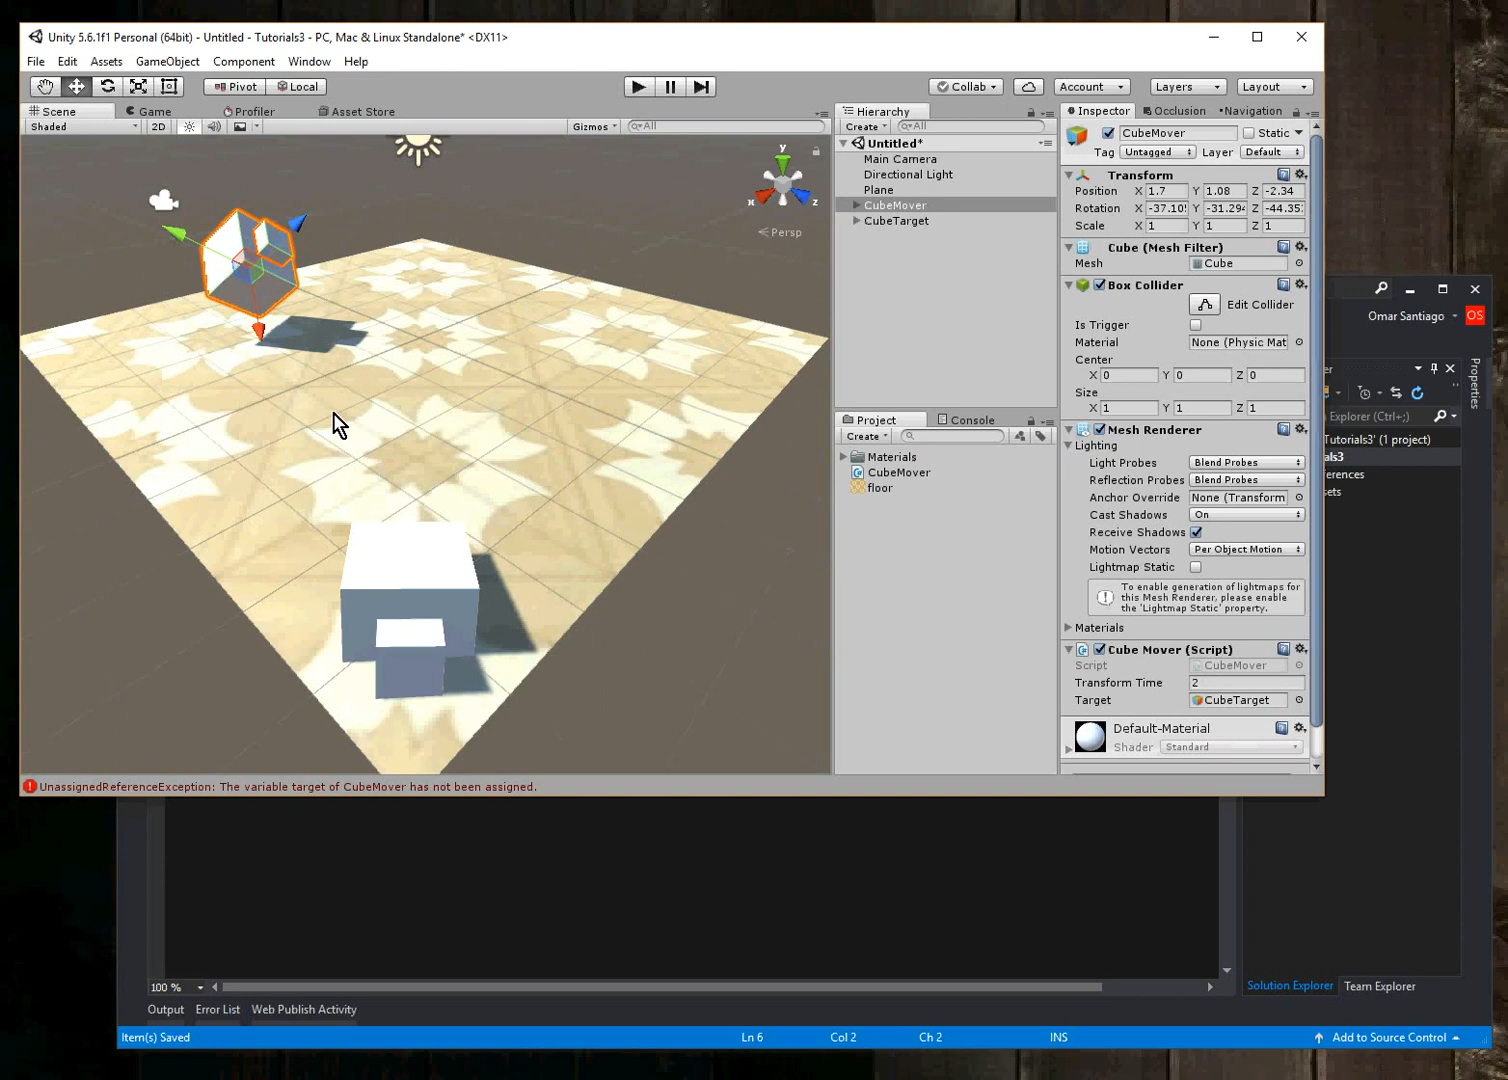 Unity 5.6.1f1 Personal (64bit) - Untitled - Tutorials3 - PC, Mac & Linux Standalone* <DX11>
File Edit Assets GameObject Component Window Help
Pivot Local Collab Account Layers Layout
Scene Game Profiler Asset Store
Shaded 2D Gizmos All
y
x z
Persp
Hierarchy
Create All
Untitled*
Main Camera
Directional Light
Plane
CubeMover
CubeTarget
Project Console
Create
Materials
CubeMover
floor
Inspector Occlusion Navigation
CubeMover Static
Tag Untagged Layer Default
Transform
Position X 1.7 Y 1.08 Z -2.34
Rotation X -37.10 Y -31.294 Z -44.35
Scale X 1 Y 1 Z 1
Cube (Mesh Filter)
Mesh Cube
Box Collider
Edit Collider
Is Trigger
Material None (Physic Mat
Center
X 0 Y 0 Z 0
Size
X 1 Y 1 Z 1
Mesh Renderer
Lighting
Light Probes Blend Probes
Reflection Probes Blend Probes
Anchor Override None (Transform
Cast Shadows On
Receive Shadows
Motion Vectors Per Object Motion
Lightmap Static
To enable generation of lightmaps for
this Mesh Renderer, please enable
the 'Lightmap Static' property.
Materials
Cube Mover (Script)
Script CubeMover
Transform Time 2
Target CubeTarget
Default-Material
Shader Standard
UnassignedReferenceException: The variable target of CubeMover has not been assigned.
Omar Santiago OS
Properties
er
Explorer (Ctrl+;)
Tutorials3' (1 project)
als3
erences
sets
100 %
Solution Explorer Team Explorer
Output Error List Web Publish Activity
Item(s) Saved Ln 6 Col 2 Ch 2 INS Add to Source Control